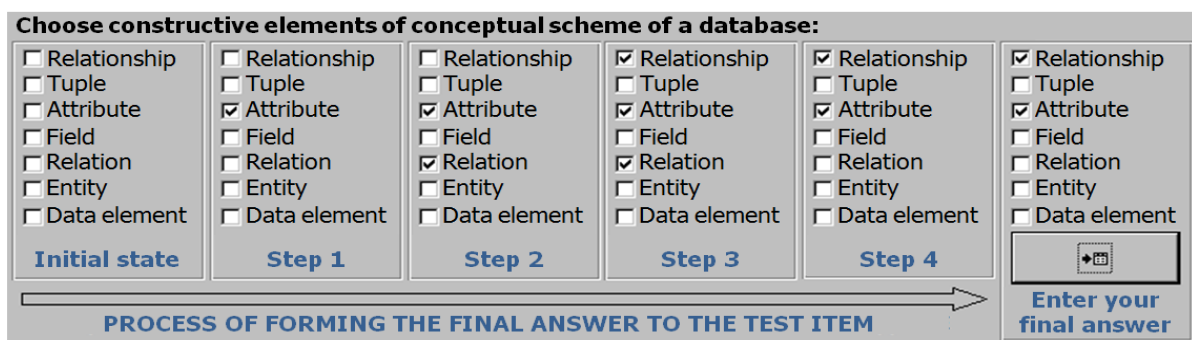 Choose constructive elements of conceptual scheme of a database:
Relationship Relationship Relationship Relationship Relationship Relationship
Tuple Tuple Tuple Tuple Tuple Tuple
Attribute Attribute Attribute Attribute Attribute Attribute
Field Field Field Field Field Field
Relation Relation Relation Relation Relation Relation
Entity Entity Entity Entity Entity Entity
Data element Data element Data element Data element Data element Data element
Initial state Step 1 Step 2 Step 3 Step 4
PROCESS OF FORMING THE FINAL ANSWER TO THE TEST ITEM
Enter your
final answer